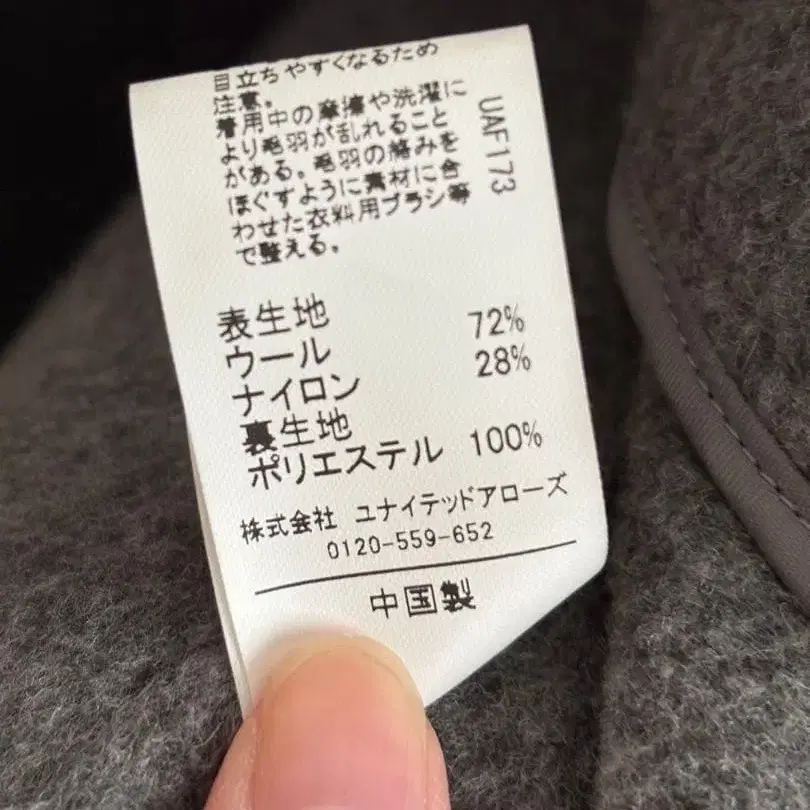 目立ちやすくなるため
注意。
着用中の摩擦や洗濯に
より毛羽が乱れること
がある。毛羽の絡みを
ほぐすように素材に合
わせた衣料用ブラシ等
で整える。
UAF173
表生地
ウール 72%
ナイロン 28%
裏生地
ポリエステル 100%
株式会社 ユナイテッドアローズ
0120-559-652
中国製